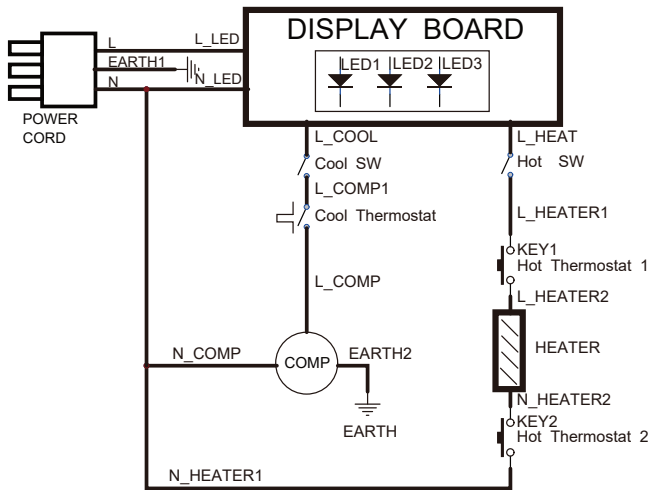 DISPLAY BOARD
L
L_LED
EARTH1
N
N_LED
LED1
LED2
LED3
POWER
CORD
L_COOL
L_HEAT
Cool SW
Hot SW
L_COMP1
Cool Thermostat
L_HEATER1
KEY1
Hot Thermostat 1
L_COMP
L_HEATER2
N_COMP
COMP
EARTH2
HEATER
N_HEATER2
EARTH
KEY2
Hot Thermostat 2
N_HEATER1